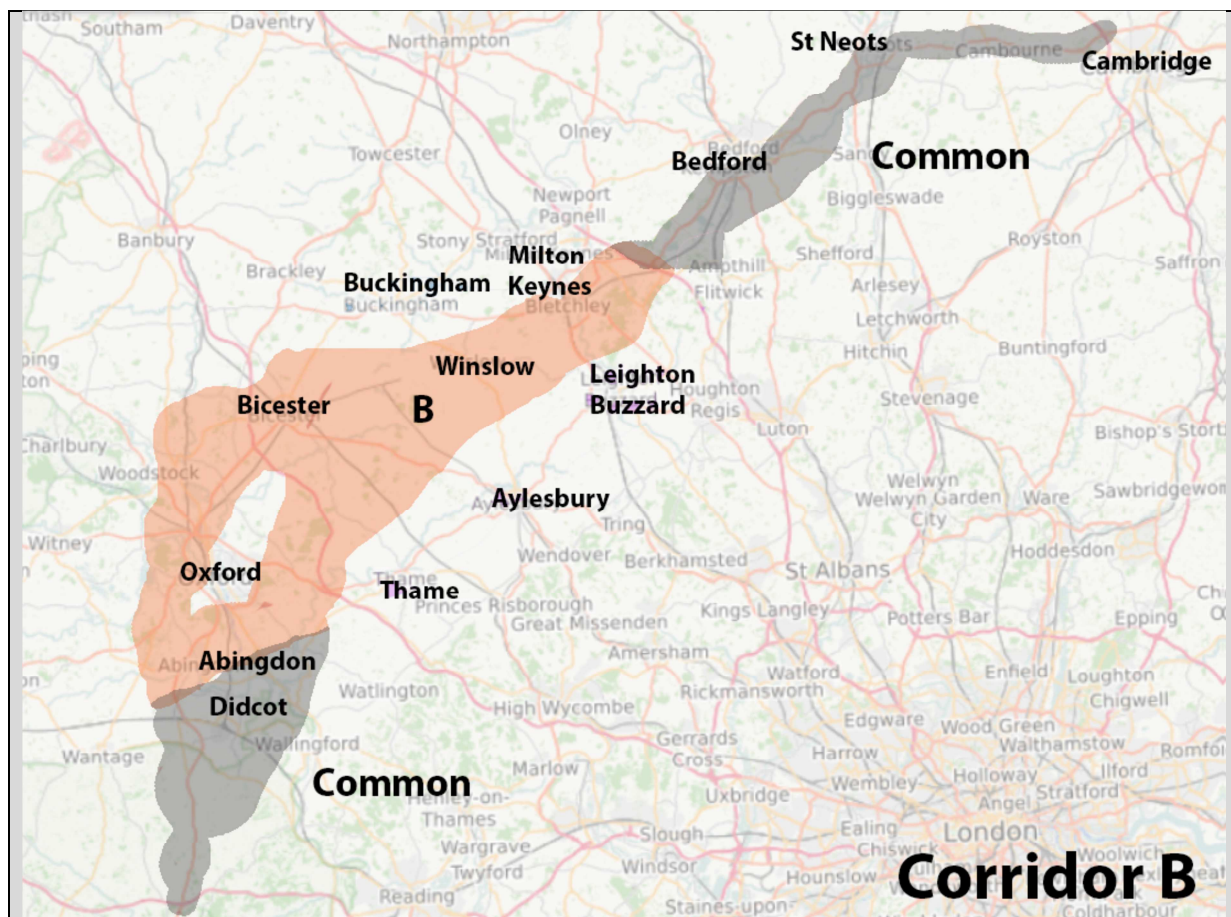 Southam
Daventry
Northampton
St Neots
Cambourne
Cambridge
Olney
Bedford
Bedford
Common
Towcester
Sandy
Newport
Pagnell
Biggleswade
Banbury
Stony Stratford
Milton
Keynes
Shefford
Royston
Saffron
Brackley
Ampthill
Buckingham
Buckingham
Flitwick
Arlesey
Bletchley
Letchworth
Hitchin
Buntingford
Winslow
Leighton
Buzzard
Houghton
Regis
Stevenage
Bicester
B
Luton
Charlbury
Woodstock
Welwyn
Welwyn Garden
City
Ware
Aylesbury
Tring
Witney
Wendover
Berkhamsted
Hoddesdon
Oxford
St Albans
Thame
Thame
Princes Risborough
Great Missenden
Kings Langley
Potters Bar
Epping
Abingdon
Amersham
Watford
Enfield
Loughton
Chigwell
Watlington
Rickmansworth
Didcot
High Wycombe
Edgware
Wood Green
Wantage
Wallingford
Gerrards
Cross
Harrow
Walthamstow
Common
Marlow
Wembley
Holloway
Ilford
Henley-on-
Thames
Uxbridge
Angel
Stratford
Slough
Ealing
London
Wargrave
Chiswick
Woolwich
Twyford
Windsor
Hounslow
Corridor B
Reading
Staines-upon-
Coldharbour